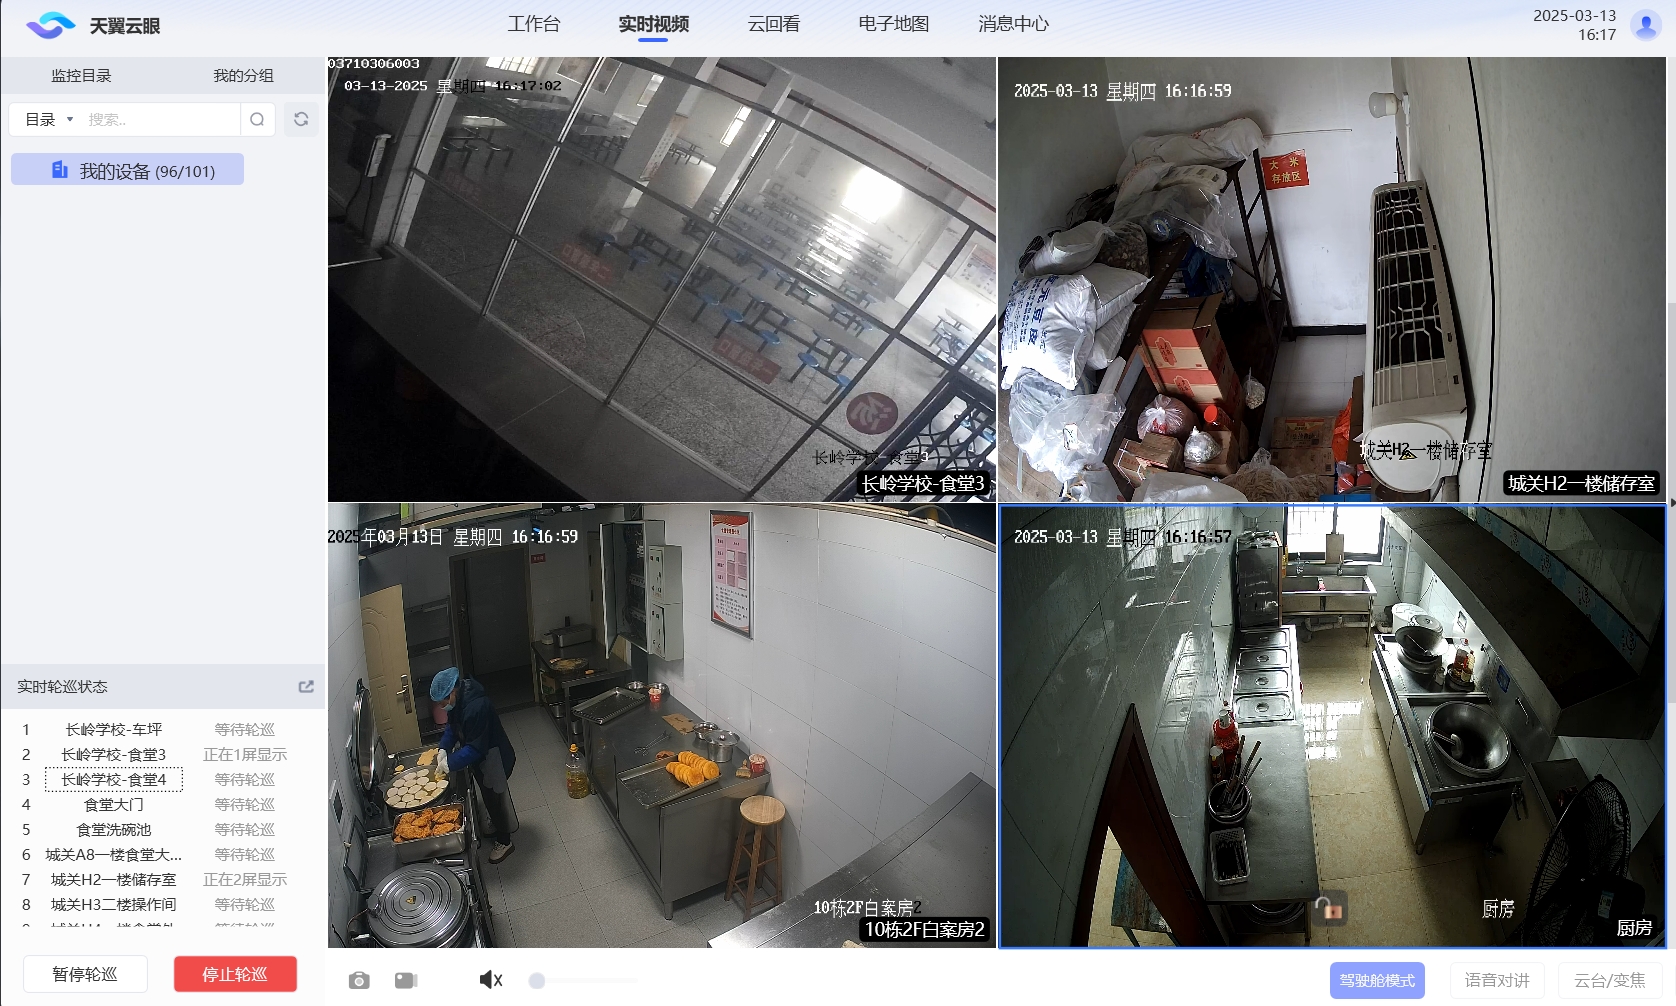 天翼云眼
工作台
实时视频
云回看
电子地图
消息中心
2025-03-13
16:17
监控目录
我的分组
目录
搜索..
我的设备 (96/101)
03710306003
03-13-2025 星期四 16:17:02
长岭学校-食堂3
长岭学校-食堂3
2025-03-13 星期四 16:16:59
大米
存放区
城关H2一楼储存室
城关H2一楼储存室
2025年03月13日 星期四 16:16:59
10栋2F白案房2
10栋2F白案房2
2025-03-13 星期四 16:16:57
厨房
厨房
实时轮巡状态
1 长岭学校-车坪 等待轮巡
2 长岭学校-食堂3 正在1屏显示
3 长岭学校-食堂4 等待轮巡
4 食堂大门 等待轮巡
5 食堂洗碗池 等待轮巡
6 城关A8一楼食堂大... 等待轮巡
7 城关H2一楼储存室 正在2屏显示
8 城关H3二楼操作间 等待轮巡
暂停轮巡
停止轮巡
驾驶舱模式
语音对讲
云台/变焦